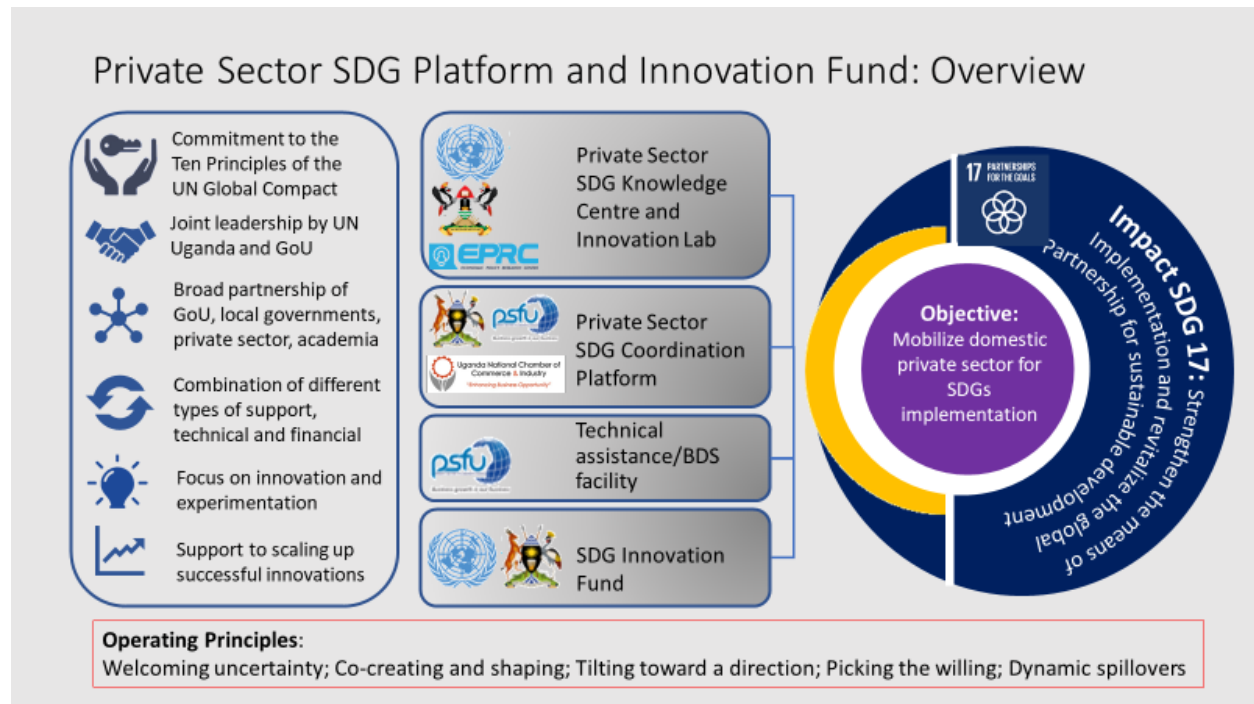 Private Sector SDG Platform and Innovation Fund: Overview
Commitment to the
Ten Principles of the
UN Global Compact
Joint leadership by UN
Uganda and GoU
Broad partnership of
GoU, local governments,
private sector, academia
Combination of different
types of support,
technical and financial
Focus on innovation and
experimentation
Support to scaling up
successful innovations
EPRC
Private Sector
SDG Knowledge
Centre and
Innovation Lab
psfu
Uganda National Chamber of
Commerce & Industry
"Enhancing Business Opportunity"
Private Sector
SDG Coordination
Platform
psfu
Technical
assistance/BDS
facility
SDG Innovation
Fund
17 PARTNERSHIPS
FOR THE GOALS
Objective:
Mobilize domestic
private sector for
SDGs
implementation
Impact SDG 17: Strengthen the means of
Implementation and revitalize the global
Partnership for sustainable development
Operating Principles:
Welcoming uncertainty; Co-creating and shaping; Tilting toward a direction; Picking the willing; Dynamic spillovers